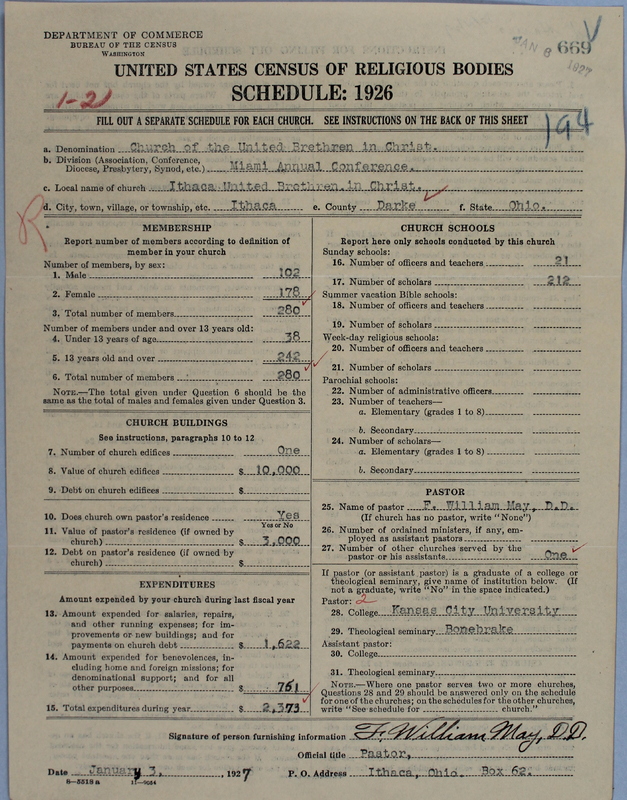 DEPARTMENT OF COMMERCE
BUREAU OF THE CENSUS
WASHINGTON
JAN 8 1927
669
UNITED STATES CENSUS OF RELIGIOUS BODIES
SCHEDULE: 1926
1-21
FILL OUT A SEPARATE SCHEDULE FOR EACH CHURCH. SEE INSTRUCTIONS ON THE BACK OF THIS SHEET
194
a. Denomination Church of the United Brethren in Christ.
b. Division (Association, Conference,
Diocese, Presbytery, Synod, etc.) Miami Annual Conference.
c. Local name of church Ithaca United Brethren in Christ.
d. City, town, village, or township, etc. Ithaca e. County Darke f. State Ohio.
R
MEMBERSHIP
Report number of members according to definition of
member in your church
Number of members, by sex:
1. Male 102
2. Female 178
3. Total number of members 280
Number of members under and over 13 years old:
4. Under 13 years of age 38
5. 13 years old and over 242
6. Total number of members 280
NOTE.—The total given under Question 6 should be
same as the total of males and females given under Question 3.
CHURCH BUILDINGS
See instructions, paragraphs 10 to 12
7. Number of church edifices One
8. Value of church edifices $10,000
9. Debt on church edifices $
10. Does church own pastor's residence Yes
Yes or No
11. Value of pastor's residence (if owned by
church) $3,000
12. Debt on pastor's residence (if owned by
church) $
EXPENDITURES
Amount expended by your church during last fiscal year
13. Amount expended for salaries, repairs,
and other running expenses; for im-
provements or new buildings; and for
payments on church debt $1,622
14. Amount expended for benevolences, in-
cluding home and foreign missions; for
denominational support; and for all
other purposes $751
15. Total expenditures during year $2,373
CHURCH SCHOOLS
Report here only schools conducted by this church
Sunday schools:
16. Number of officers and teachers 21
17. Number of scholars 212
Summer vacation Bible schools:
18. Number of officers and teachers
19. Number of scholars
Week-day religious schools:
20. Number of officers and teachers
21. Number of scholars
Parochial schools:
22. Number of administrative officers
23. Number of teachers—
a. Elementary (grades 1 to 8)
b. Secondary
24. Number of scholars—
a. Elementary (grades 1 to 8)
b. Secondary
PASTOR
25. Name of pastor F. William May, D.D.
(If church has no pastor, write "None")
26. Number of ordained ministers, if any, em-
ployed as assistant pastors
27. Number of other churches served by the
pastor or his assistants One
If pastor (or assistant pastor) is a graduate of a college or
theological seminary, give name of institution below. (If
not a graduate, write "No" in the space indicated.)
Pastor: 2
28. College Kansas City University
29. Theological seminary Bonebrake
Assistant pastor:
30. College
31. Theological seminary
NOTE.—Where one pastor serves two or more churches,
Questions 28 and 29 should be answered only on the schedule
for one of the churches; on the schedules for the other churches,
write "See schedule for church."
Signature of person furnishing information F. William May, D.D.
Official title Pastor,
Date January 3, , 1927 P. O. Address Ithaca, Ohio. Box 62.
8-5518a 11-9054